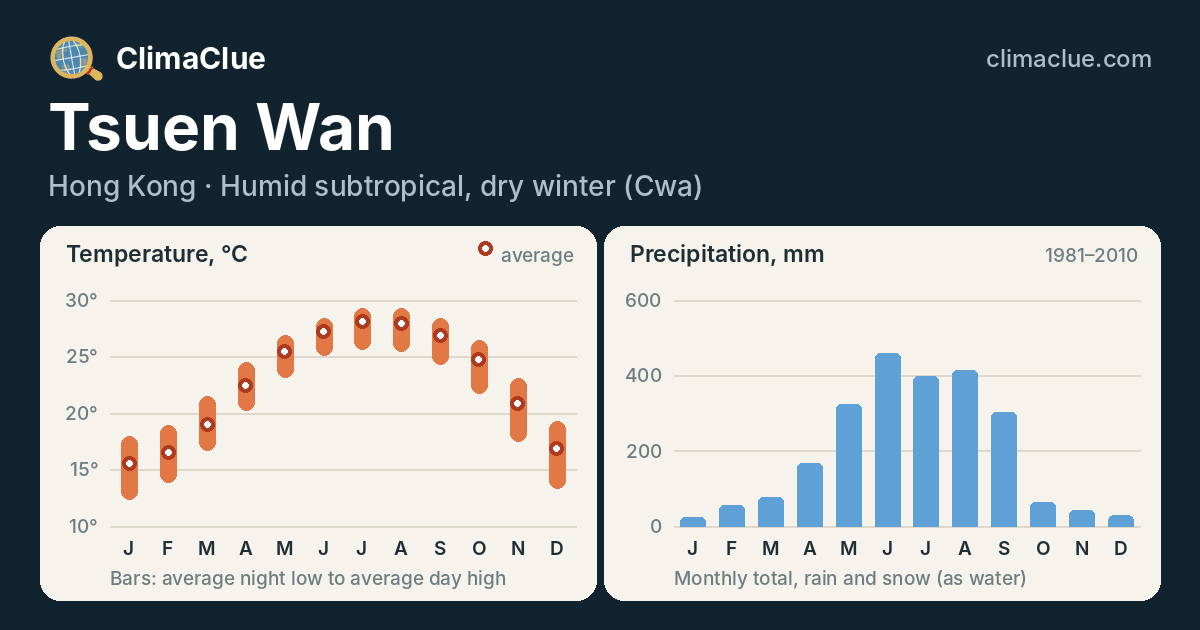 ClimaClue
climaclue.com
Tsuen Wan
Hong Kong · Humid subtropical, dry winter (Cwa)
Temperature, °C
average
30°
25°
20°
15°
10°
J F M A M J J A S O N D
Bars: average night low to average day high
Precipitation, mm
1981–2010
600
400
200
0
J F M A M J J A S O N D
Monthly total, rain and snow (as water)